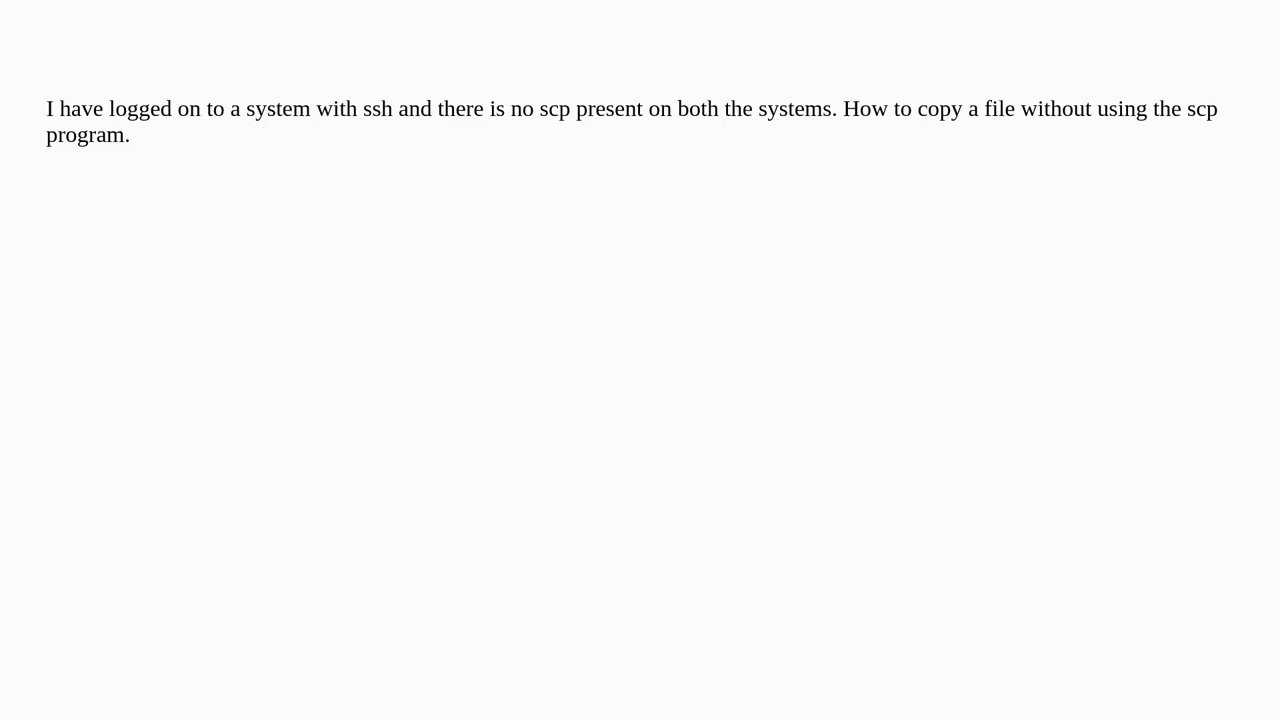 I have logged on to a system with ssh and there is no scp present on both the systems. How to copy a file without using the scp
program.